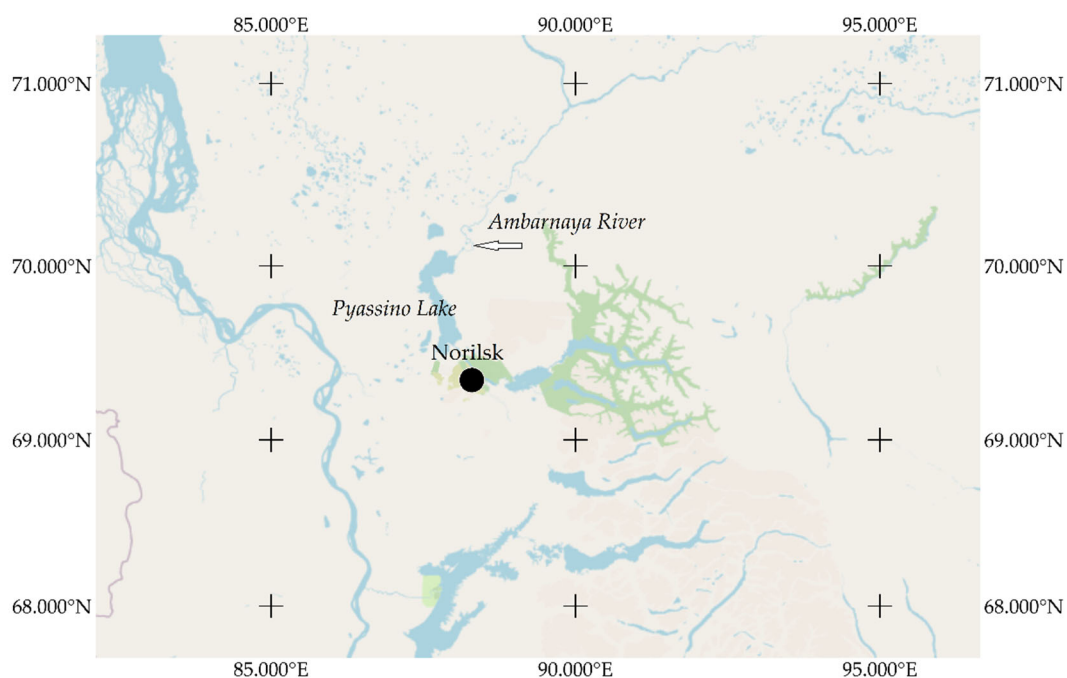 85.000°E 90.000°E 95.000°E
71.000°N 71.000°N
Ambarnaya River
70.000°N 70.000°N
Pyassino Lake
Norilsk
69.000°N 69.000°N
68.000°N 68.000°N
85.000°E 90.000°E 95.000°E